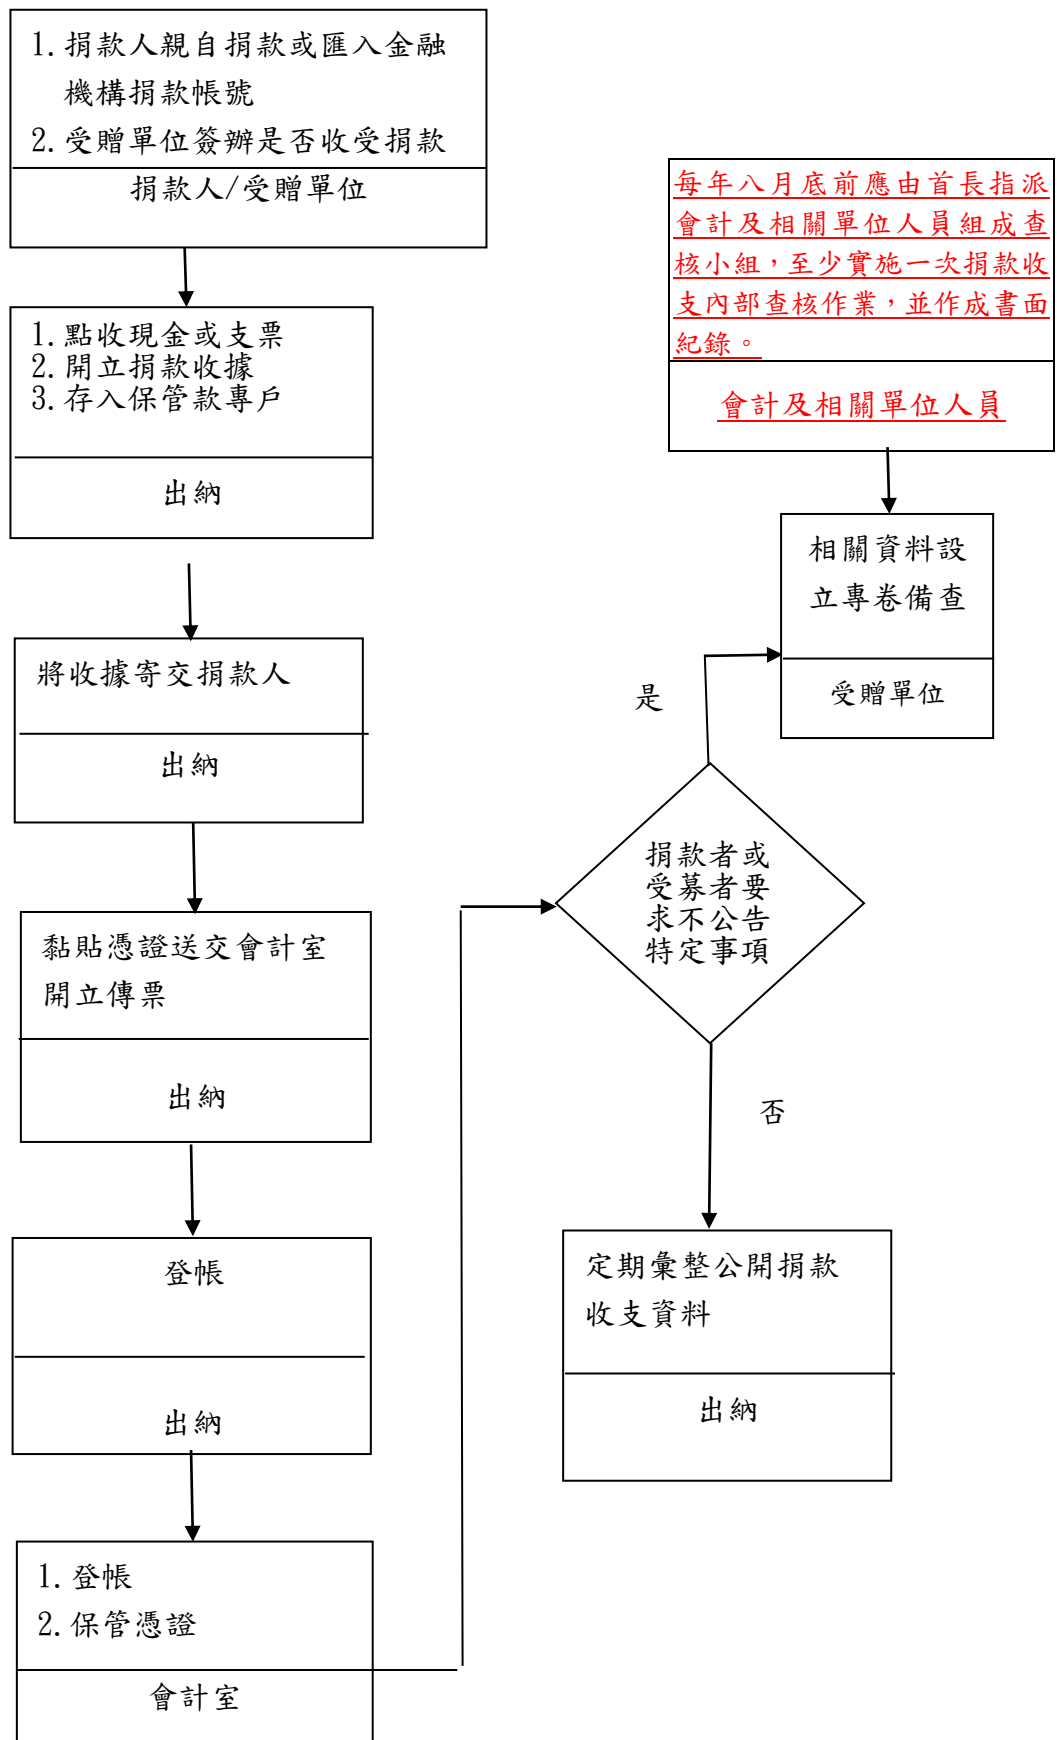 1. 捐款人親自捐款或匯入金融
機構捐款帳號
2. 受贈單位簽辦是否收受捐款
捐款人/受贈單位
1. 點收現金或支票
2. 開立捐款收據
3. 存入保管款專戶
出納
將收據寄交捐款人
出納
黏貼憑證送交會計室
開立傳票
出納
登帳
出納
1. 登帳
2. 保管憑證
會計室
每年八月底前應由首長指派
會計及相關單位人員組成查
核小組，至少實施一次捐款收
支內部查核作業，並作成書面
紀錄。
會計及相關單位人員
相關資料設
立專卷備查
受贈單位
是
捐款者或
受募者要
求不公告
特定事項
否
定期彙整公開捐款
收支資料
出納